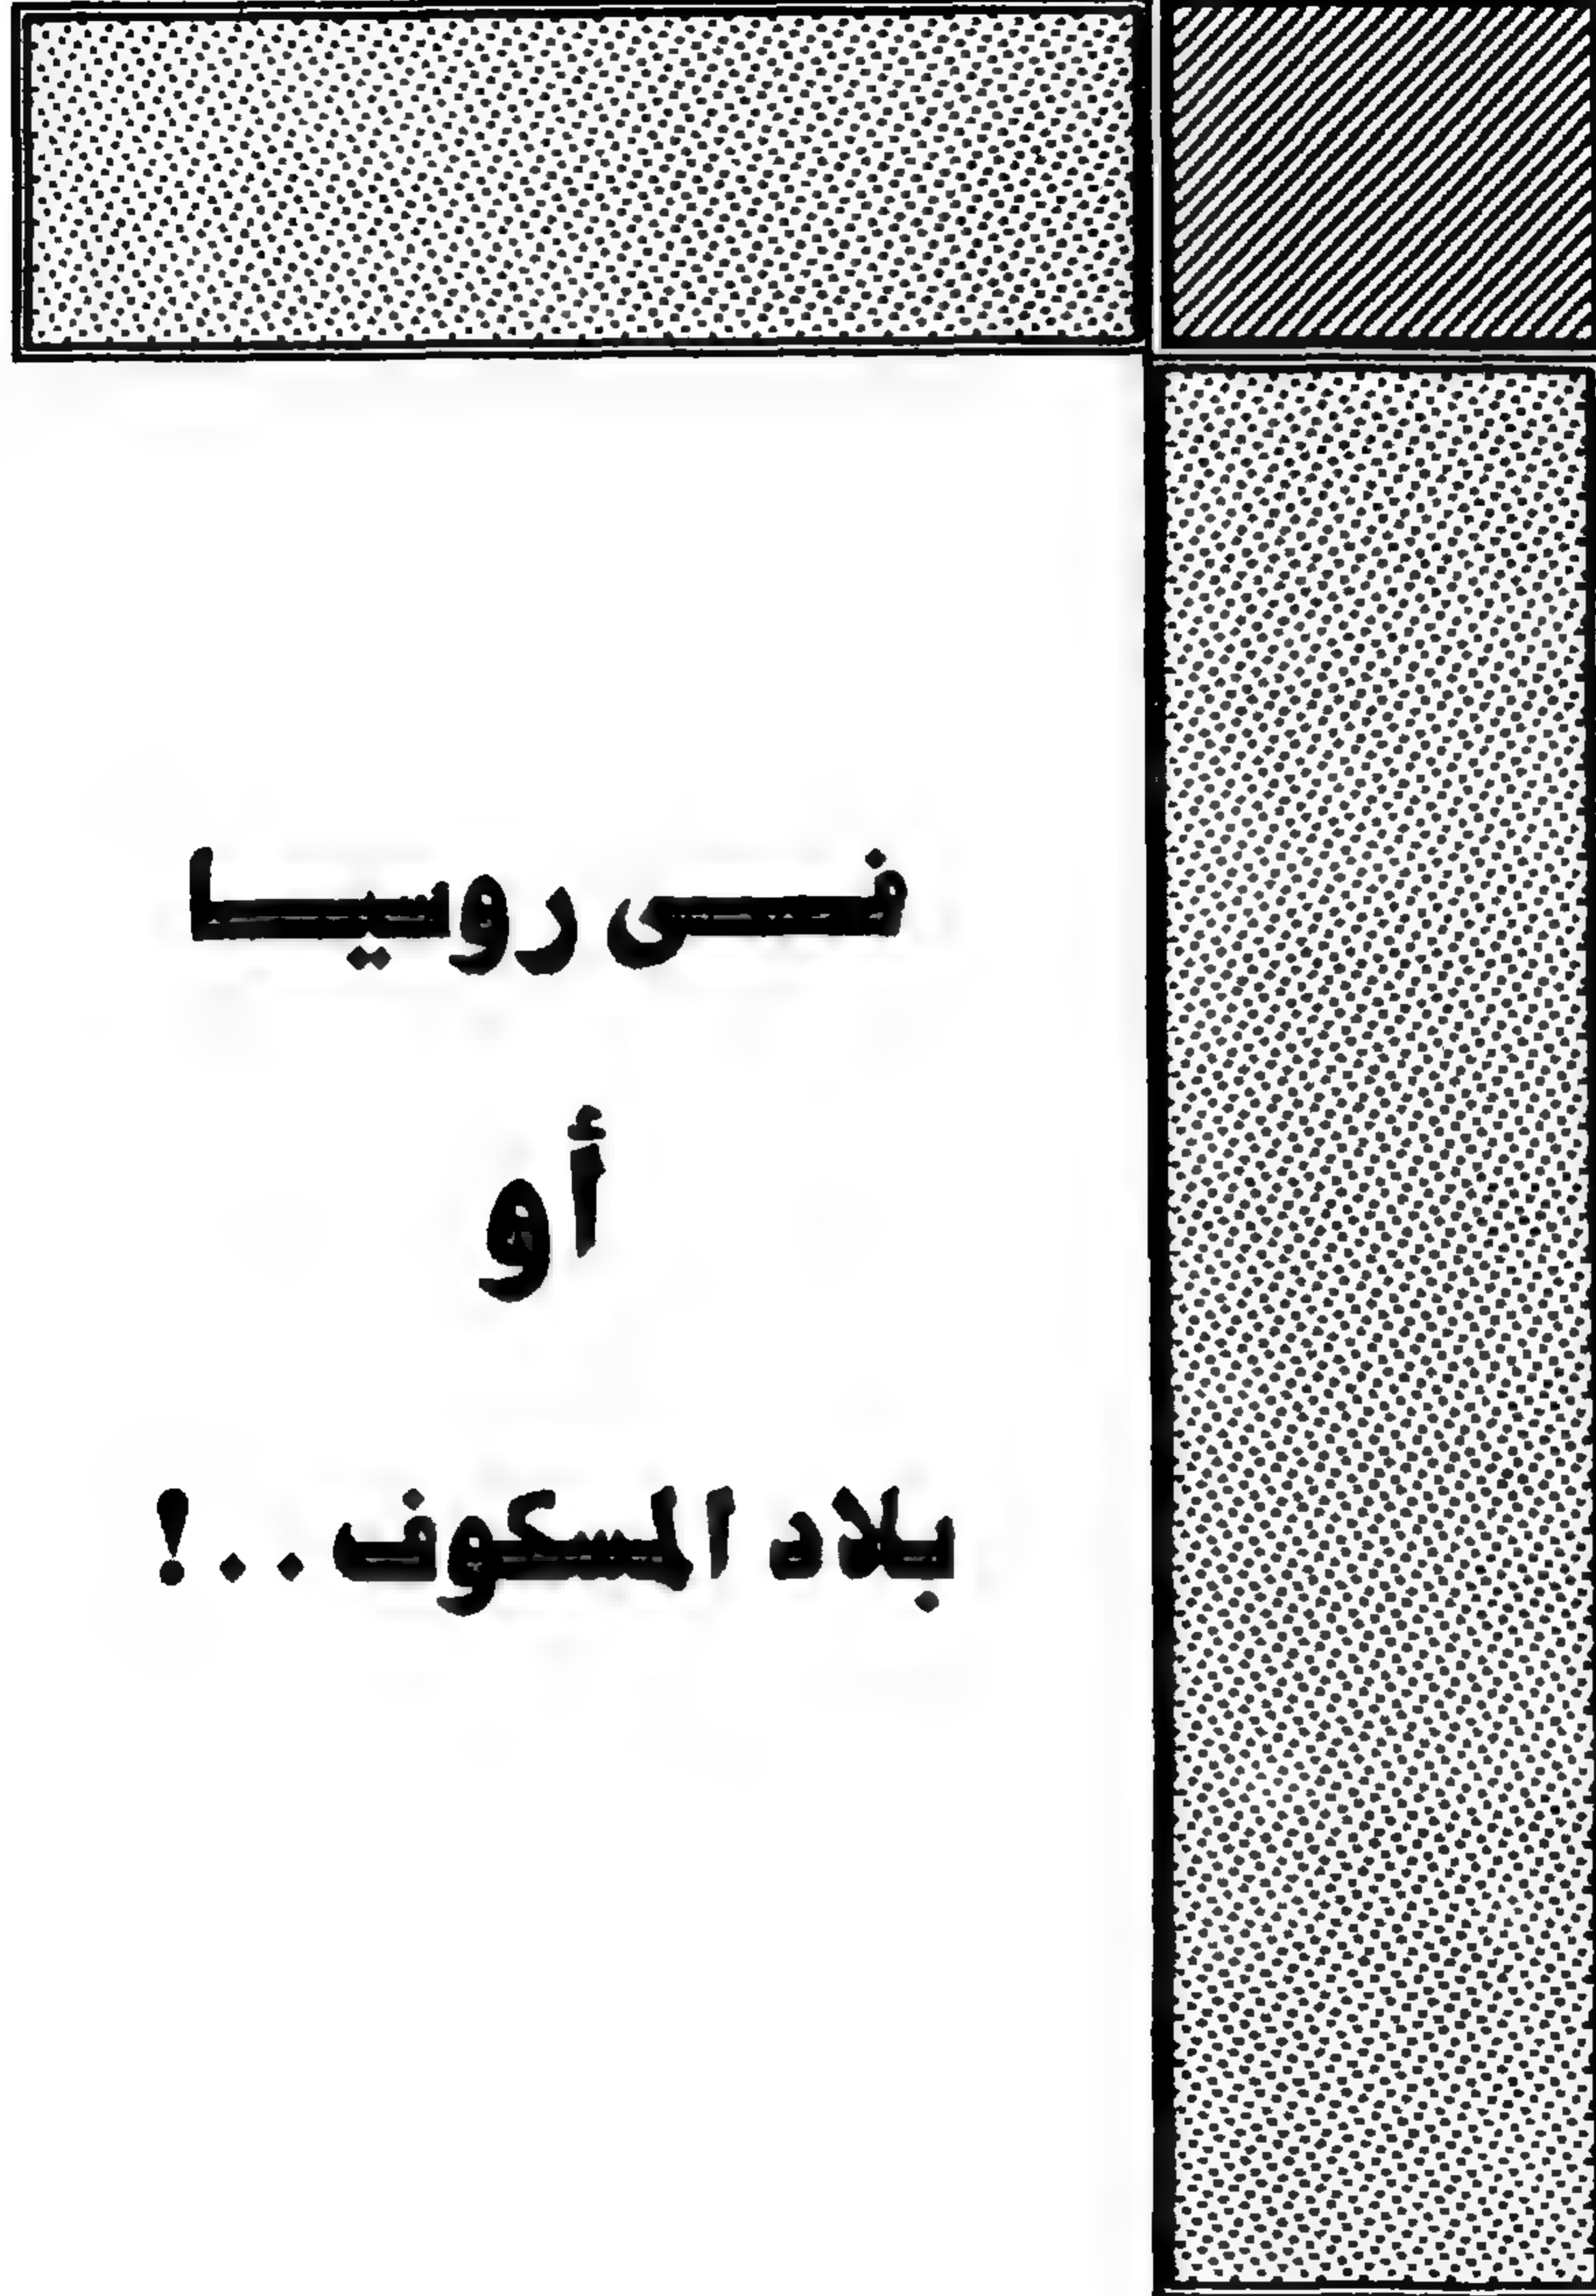 فى روسيا
أو
بلاد المسكوف..!